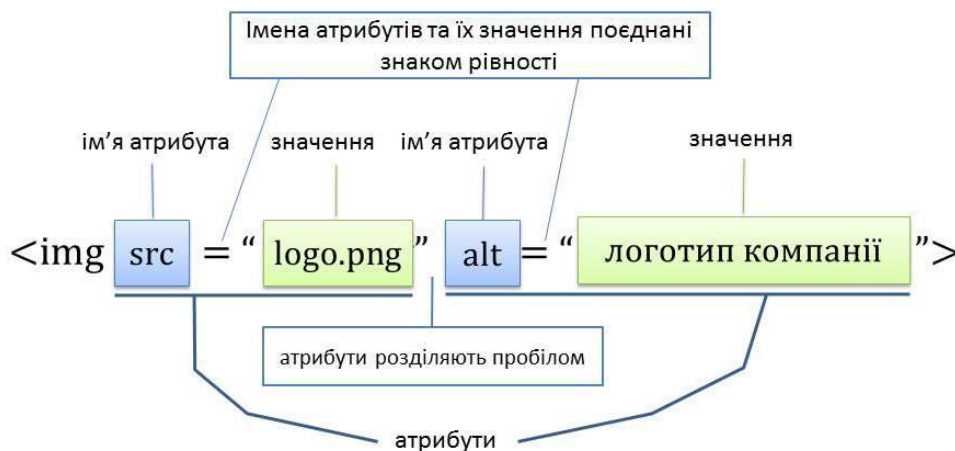 Імена атрибутів та їх значення поєднані
знаком рівності
ім’я атрибута значення ім’я атрибута значення
<img src = “ logo.png ” alt = “ логотип компанії ”>
атрибути розділяють пробілом
атрибути